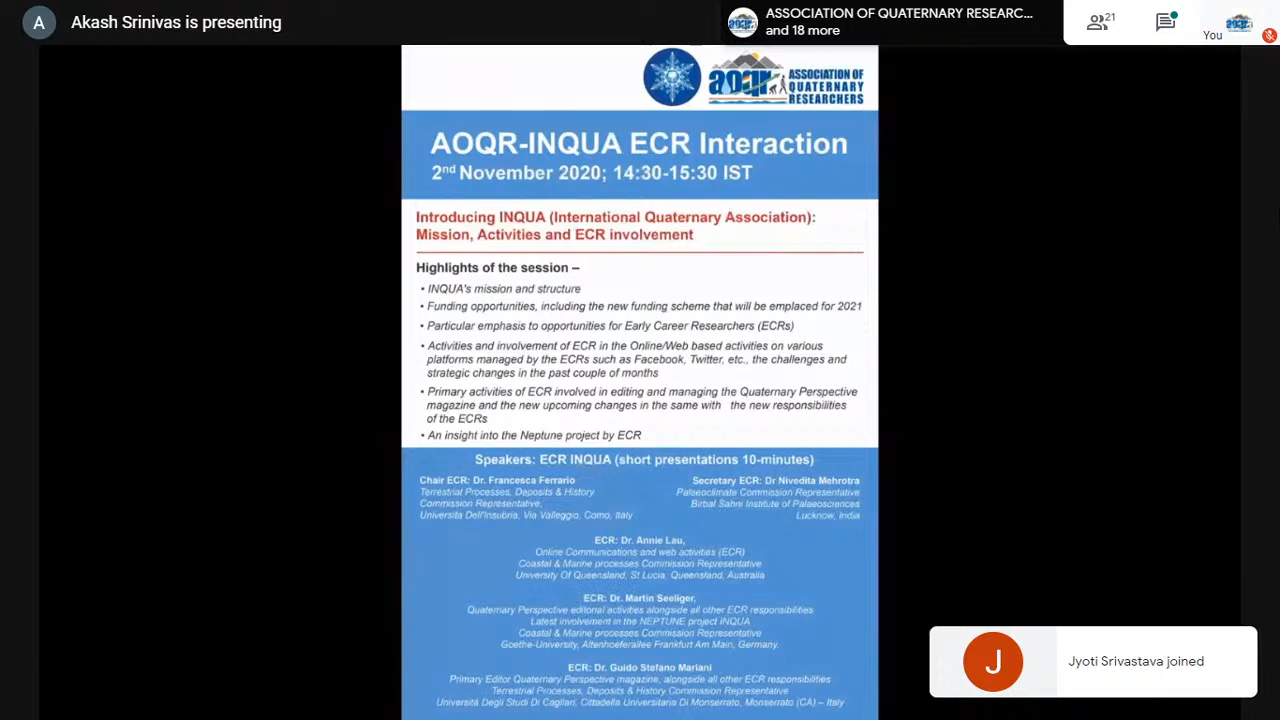 A
Akash Srinivas is presenting
ASSOCIATION OF QUATERNARY RESEARC...
and 18 more
21
You
aoqr
ASSOCIATION OF
QUATERNARY
RESEARCHERS
AOQR-INQUA ECR Interaction
2nd November 2020; 14:30-15:30 IST
Introducing INQUA (International Quaternary Association):
Mission, Activities and ECR involvement
Highlights of the session –
• INQUA's mission and structure
• Funding opportunities, including the new funding scheme that will be emplaced for 2021
• Particular emphasis to opportunities for Early Career Researchers (ECRs)
• Activities and involvement of ECR in the Online/Web based activities on various
platforms managed by the ECRs such as Facebook, Twitter, etc., the challenges and
strategic changes in the past couple of months
• Primary activities of ECR involved in editing and managing the Quaternary Perspective
magazine and the new upcoming changes in the same with the new responsibilities
of the ECRs
• An insight into the Neptune project by ECR
Speakers: ECR INQUA (short presentations 10-minutes)
Chair ECR: Dr. Francesca Ferrario
Terrestrial Processes, Deposits & History
Commission Representative,
Universita Dell'Insubria, Via Valleggio, Como, Italy
Secretary ECR: Dr Nivedita Mehrotra
Palaeoclimate Commission Representative
Birbal Sahni Institute of Palaeosciences
Lucknow, India
ECR: Dr. Annie Lau,
Online Communications and web activities (ECR)
Coastal & Marine processes Commission Representative
University Of Queensland, St Lucia, Queensland, Australia
ECR: Dr. Martin Seeliger,
Quaternary Perspective editorial activities alongside all other ECR responsibilities
Latest involvement in the NEPTUNE project INQUA
Coastal & Marine processes Commission Representative
Goethe-University, Altenhoeferallee Frankfurt Am Main, Germany.
ECR: Dr. Guido Stefano Mariani
Primary Editor Quaternary Perspective magazine, alongside all other ECR responsibilities
Terrestrial Processes, Deposits & History Commission Representative
Università Degli Studi Di Cagliari, Cittadella Universitaria Di Monserrato, Monserrato (CA) – Italy
J
Jyoti Srivastava joined